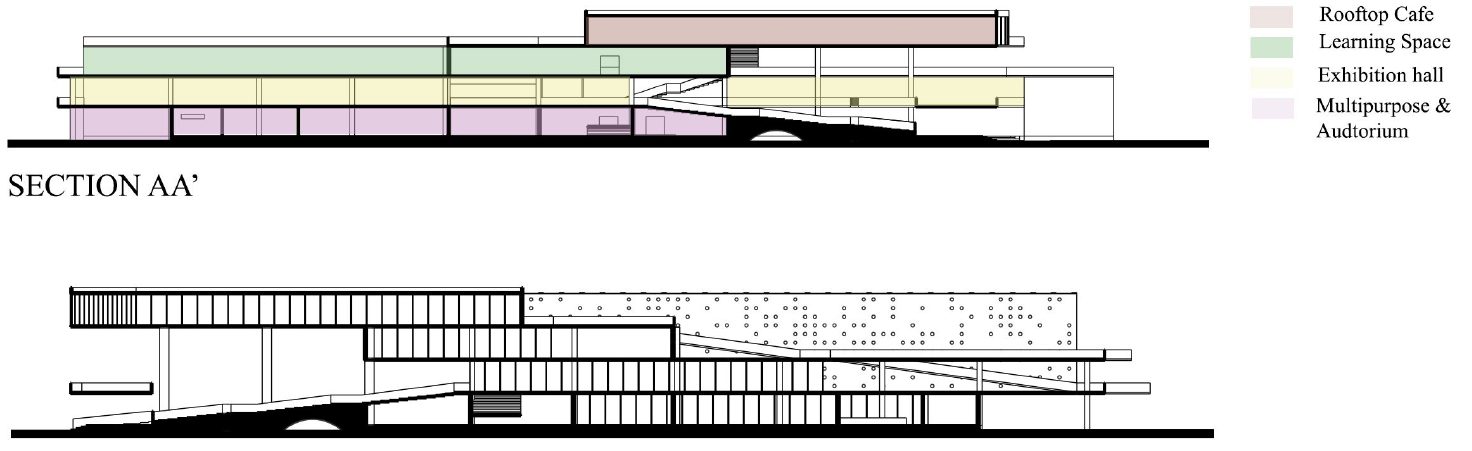 Rooftop Cafe
Learning Space
Exhibition hall
Multipurpose &
Audtorium
SECTION AA’